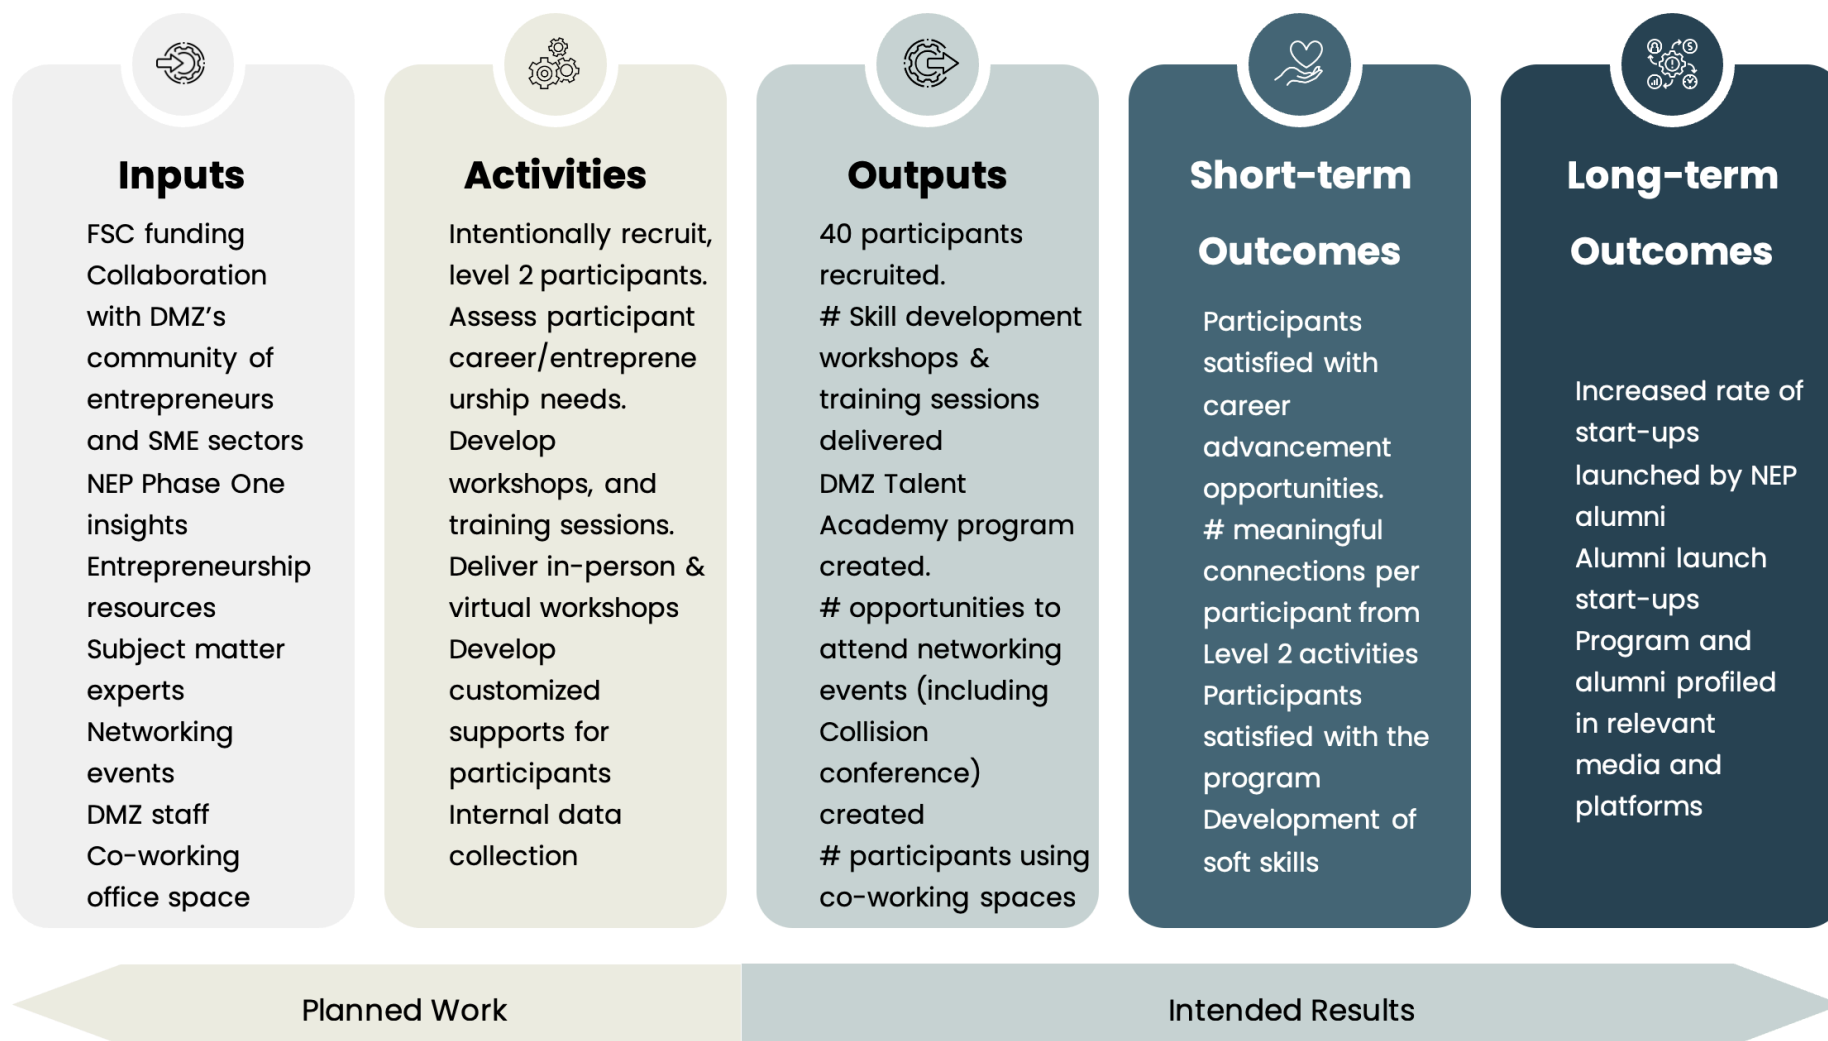 Inputs
FSC funding
Collaboration
with DMZ’s
community of
entrepreneurs
and SME sectors
NEP Phase One
insights
Entrepreneurship
resources
Subject matter
experts
Networking
events
DMZ staff
Co-working
office space
Activities
Intentionally recruit,
level 2 participants.
Assess participant
career/entreprene
urship needs.
Develop
workshops, and
training sessions.
Deliver in-person &
virtual workshops
Develop
customized
supports for
participants
Internal data
collection
Outputs
40 participants
recruited.
# Skill development
workshops &
training sessions
delivered
DMZ Talent
Academy program
created.
# opportunities to
attend networking
events (including
Collision
conference)
created
# participants using
co-working spaces
Short-term
Outcomes
Participants
satisfied with
career
advancement
opportunities.
# meaningful
connections per
participant from
Level 2 activities
Participants
satisfied with the
program
Development of
soft skills
Long-term
Outcomes
Increased rate of
start-ups
launched by NEP
alumni
Alumni launch
start-ups
Program and
alumni profiled
in relevant
media and
platforms
Planned Work
Intended Results